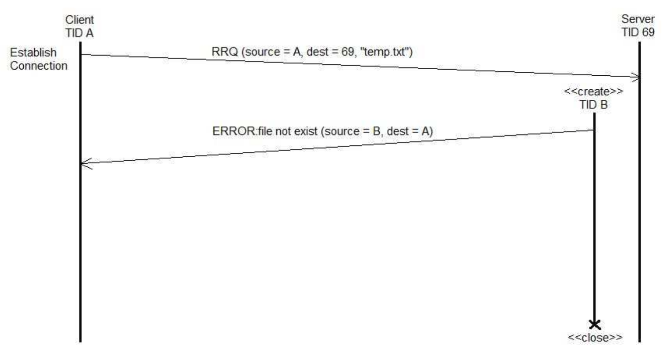 Client
TID A
Server
TID 69
Establish
Connection
RRQ (source = A, dest = 69, "temp.txt")
<<create>>
TID B
ERROR:file not exist (source = B, dest = A)
<<close>>